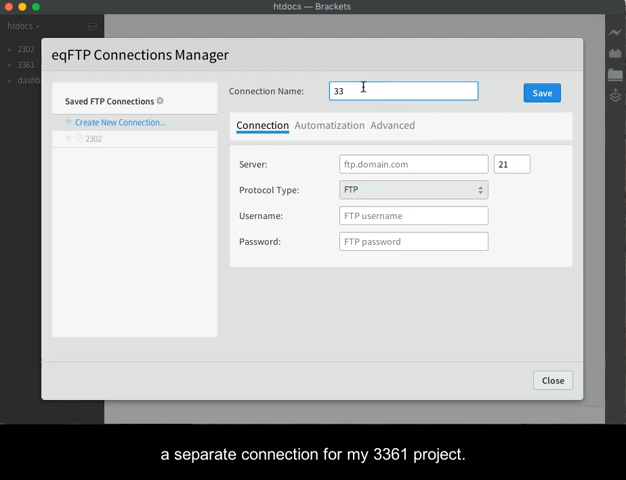 htdocs — Brackets
htdocs
2302
3361
dashb
eqFTP Connections Manager
Saved FTP Connections
Create New Connection...
2302
Connection Name:
33
Save
Connection
Automatization
Advanced
Server:
ftp.domain.com
21
Protocol Type:
FTP
Username:
FTP username
Password:
FTP password
Close
a separate connection for my 3361 project.